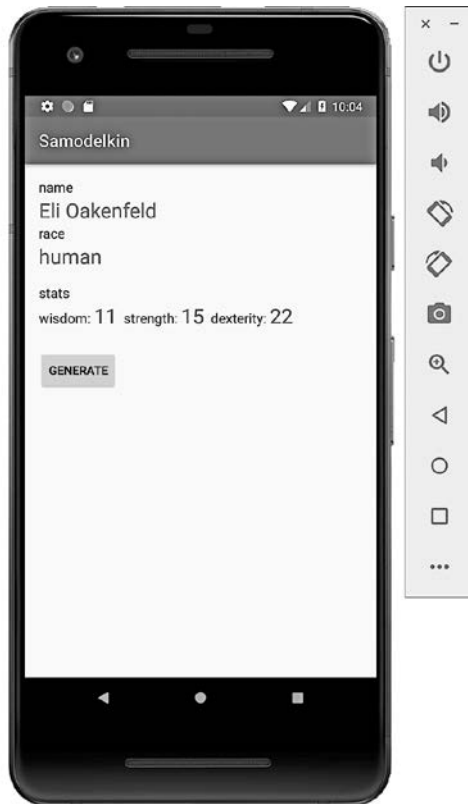 10:04
Samodelkin
name
Eli Oakenfeld
race
human
stats
wisdom: 11 strength: 15 dexterity: 22
GENERATE